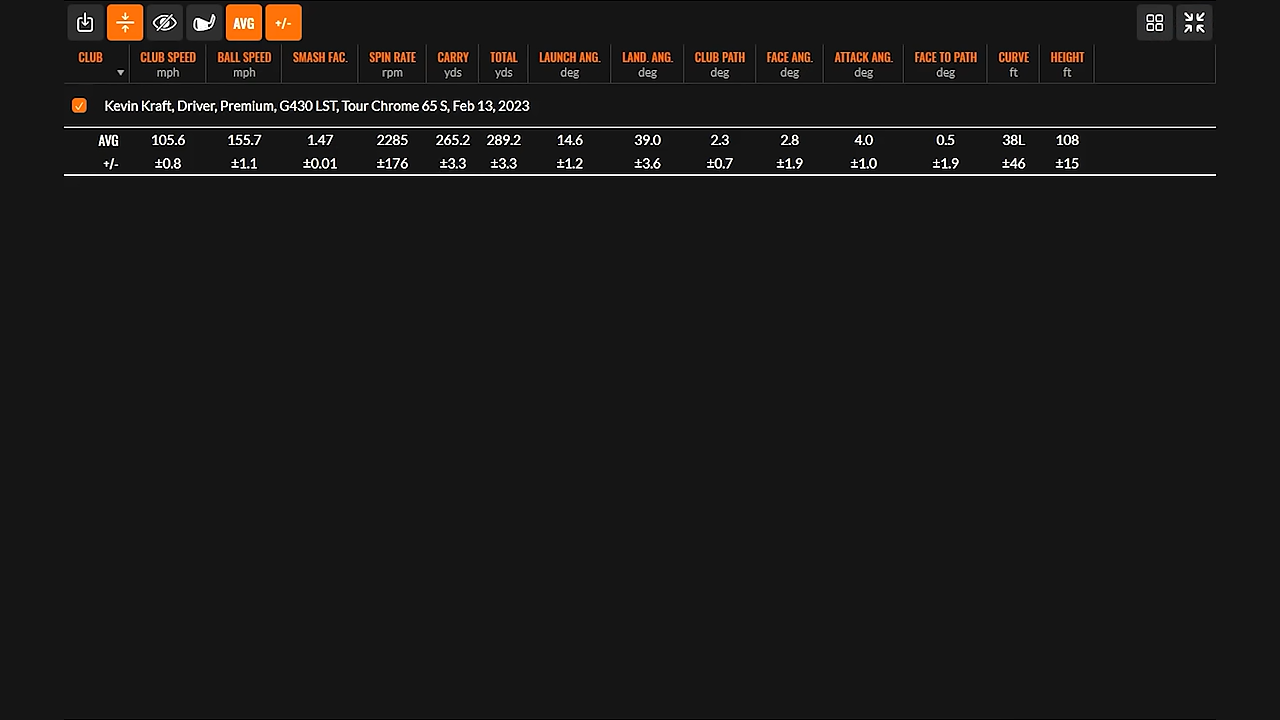 AVG +/-
CLUB CLUB SPEED BALL SPEED SMASH FAC. SPIN RATE CARRY TOTAL LAUNCH ANG. LAND. ANG. CLUB PATH FACE ANG. ATTACK ANG. FACE TO PATH CURVE HEIGHT
mph mph rpm yds yds deg deg deg deg deg deg ft ft
Kevin Kraft, Driver, Premium, G430 LST, Tour Chrome 65 S, Feb 13, 2023
AVG 105.6 155.7 1.47 2285 265.2 289.2 14.6 39.0 2.3 2.8 4.0 0.5 38L 108
+/- ±0.8 ±1.1 ±0.01 ±176 ±3.3 ±3.3 ±1.2 ±3.6 ±0.7 ±1.9 ±1.0 ±1.9 ±46 ±15